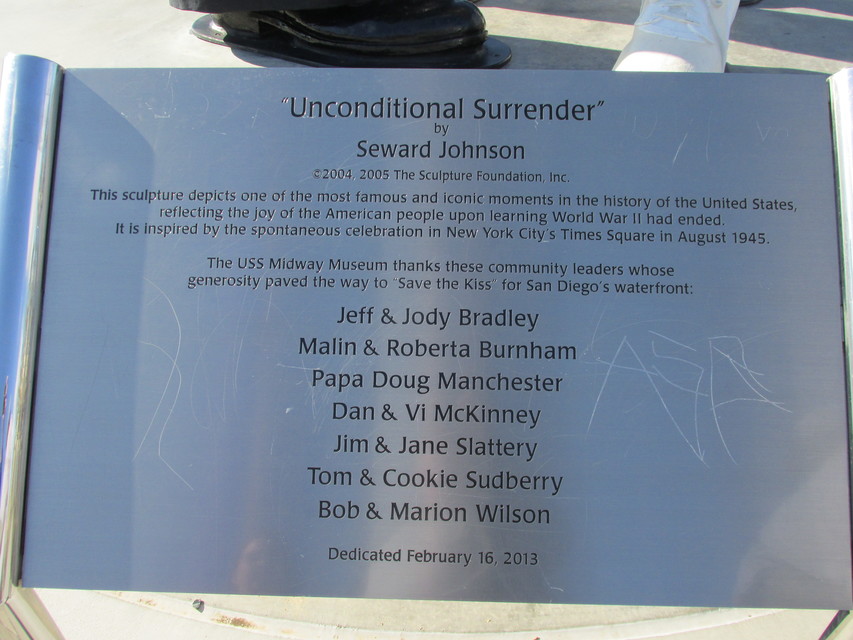 "Unconditional Surrender"
by
Seward Johnson
©2004, 2005 The Sculpture Foundation, Inc.
This sculpture depicts one of the most famous and iconic moments in the history of the United States,
reflecting the joy of the American people upon learning World War II had ended.
It is inspired by the spontaneous celebration in New York City's Times Square in August 1945.
The USS Midway Museum thanks these community leaders whose
generosity paved the way to "Save the Kiss" for San Diego's waterfront:
Jeff & Jody Bradley
Malin & Roberta Burnham
Papa Doug Manchester
Dan & Vi McKinney
Jim & Jane Slattery
Tom & Cookie Sudberry
Bob & Marion Wilson
Dedicated February 16, 2013